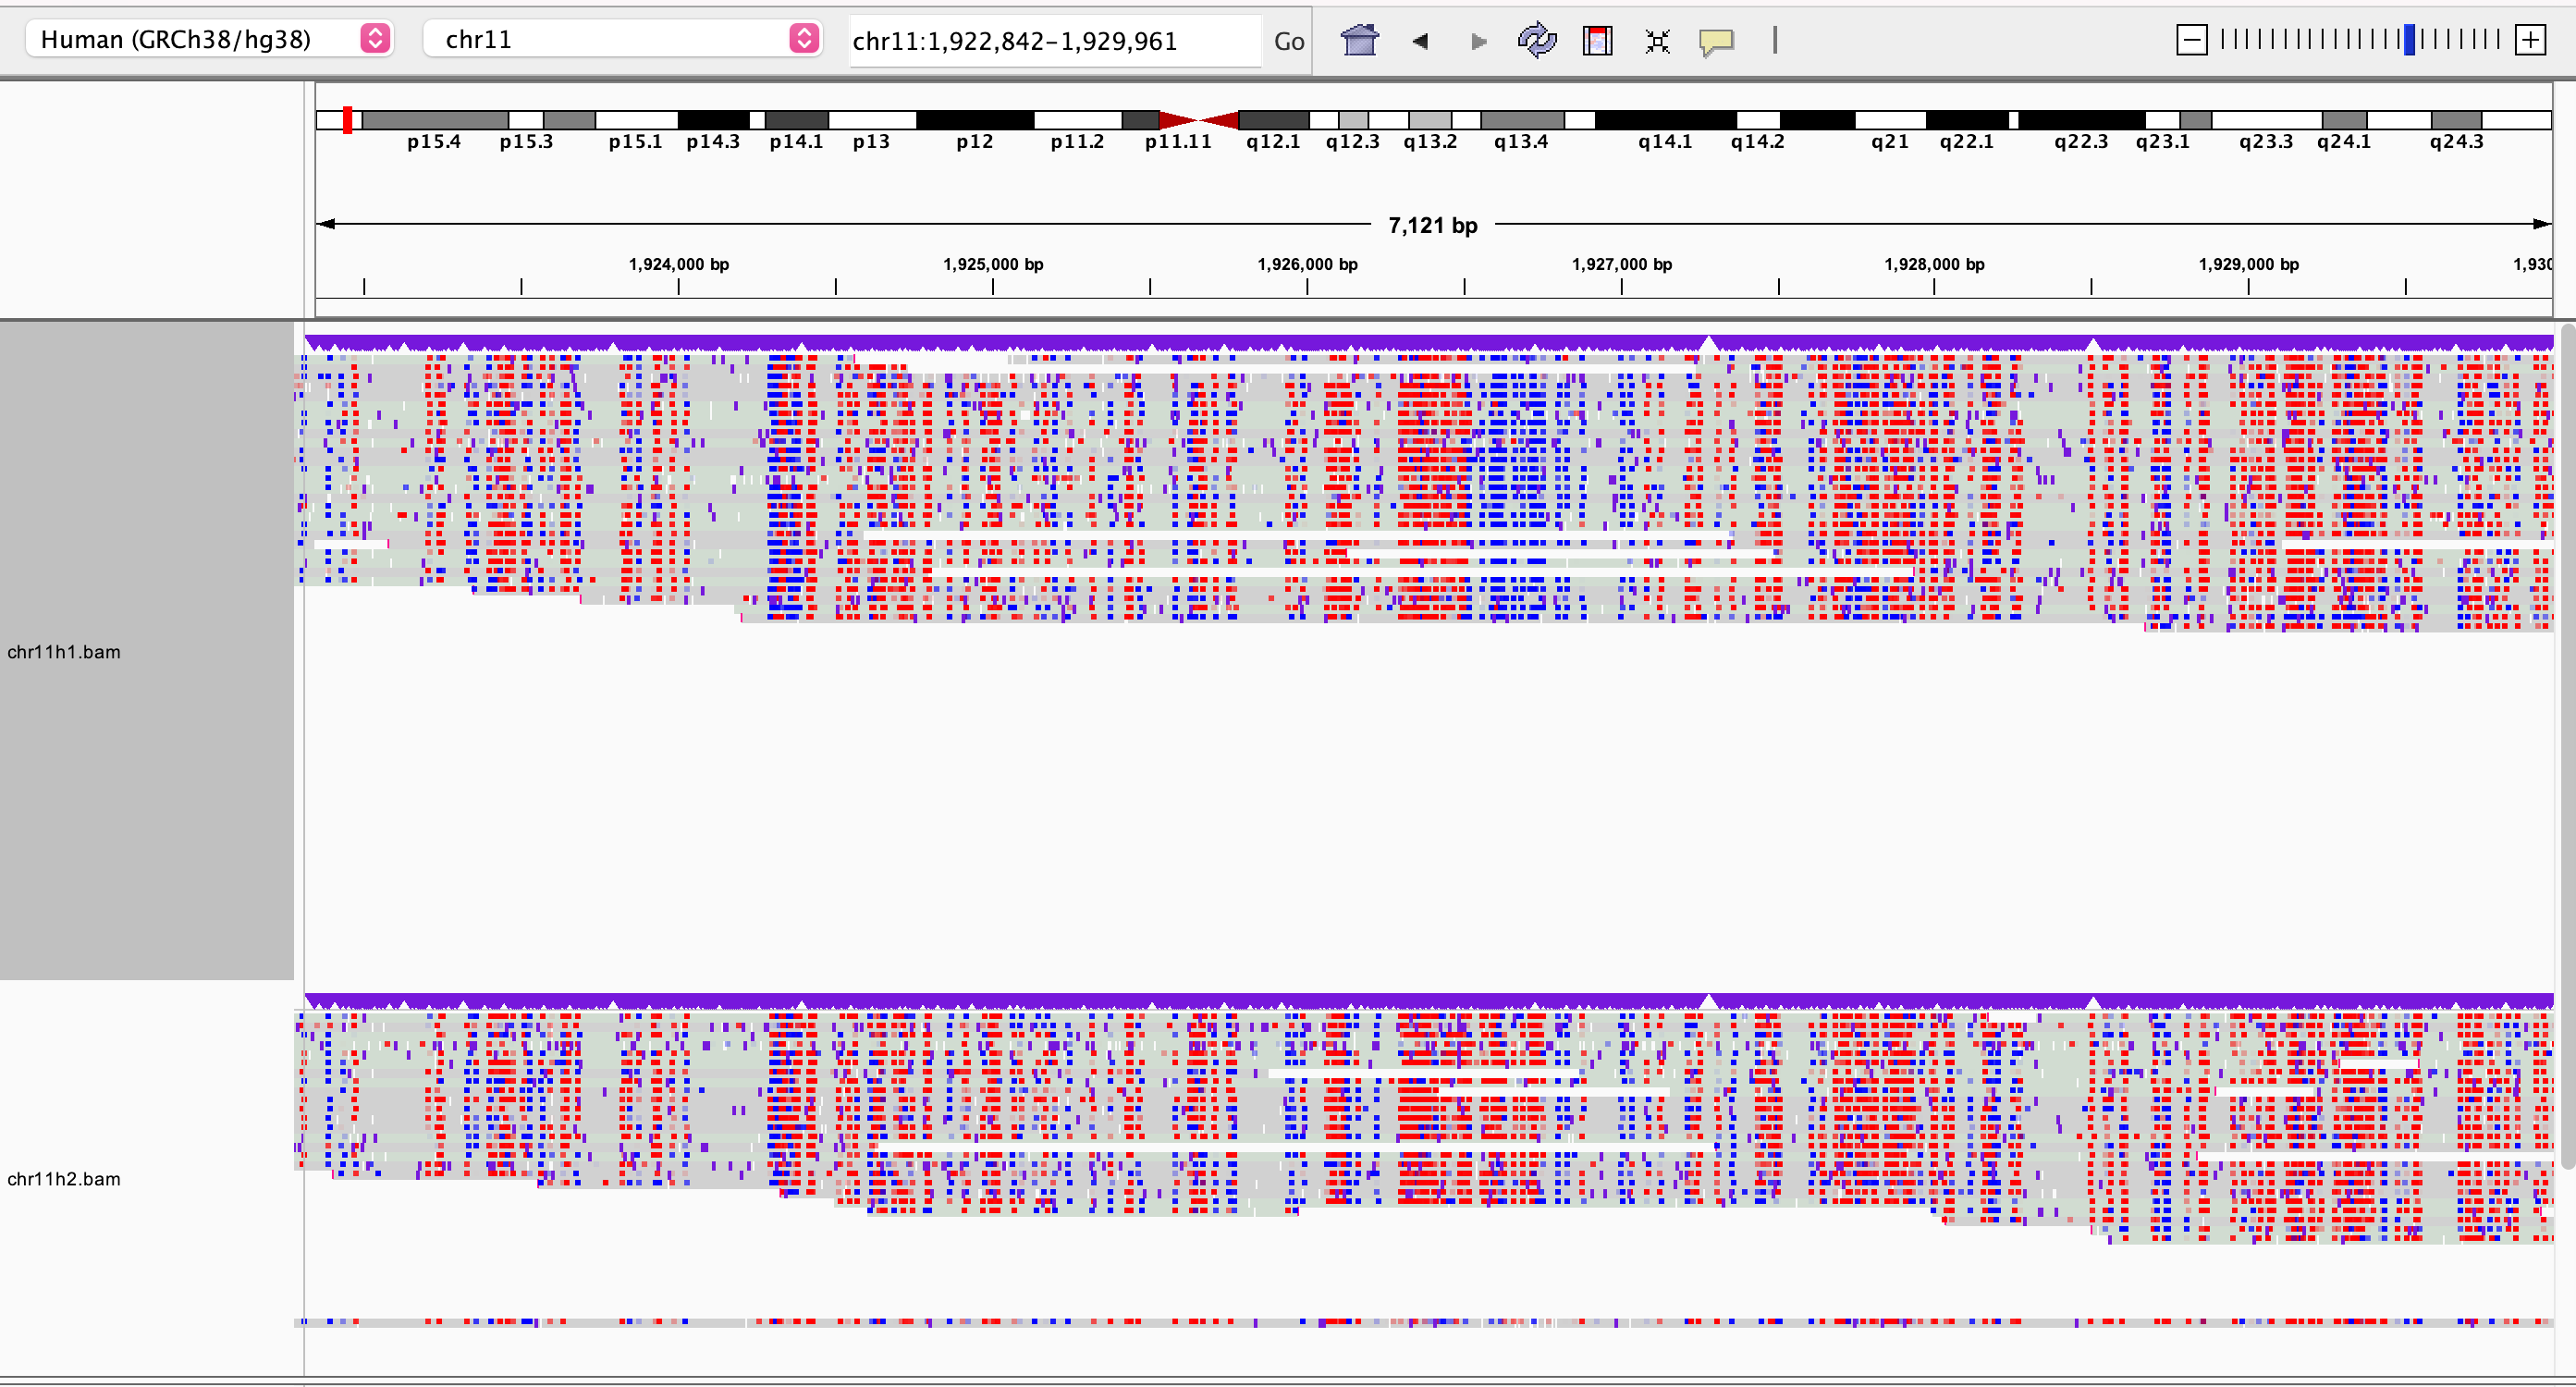 Human (GRCh38/hg38) chr11 chr11:1,922,842-1,929,961 Go
p15.4 p15.3 p15.1 p14.3 p14.1 p13 p12 p11.2 p11.11 q12.1 q12.3 q13.2 q13.4 q14.1 q14.2 q21 q22.1 q22.3 q23.1 q23.3 q24.1 q24.3
7,121 bp
1,924,000 bp 1,925,000 bp 1,926,000 bp 1,927,000 bp 1,928,000 bp 1,929,000 bp 1,930
chr11h1.bam
chr11h2.bam